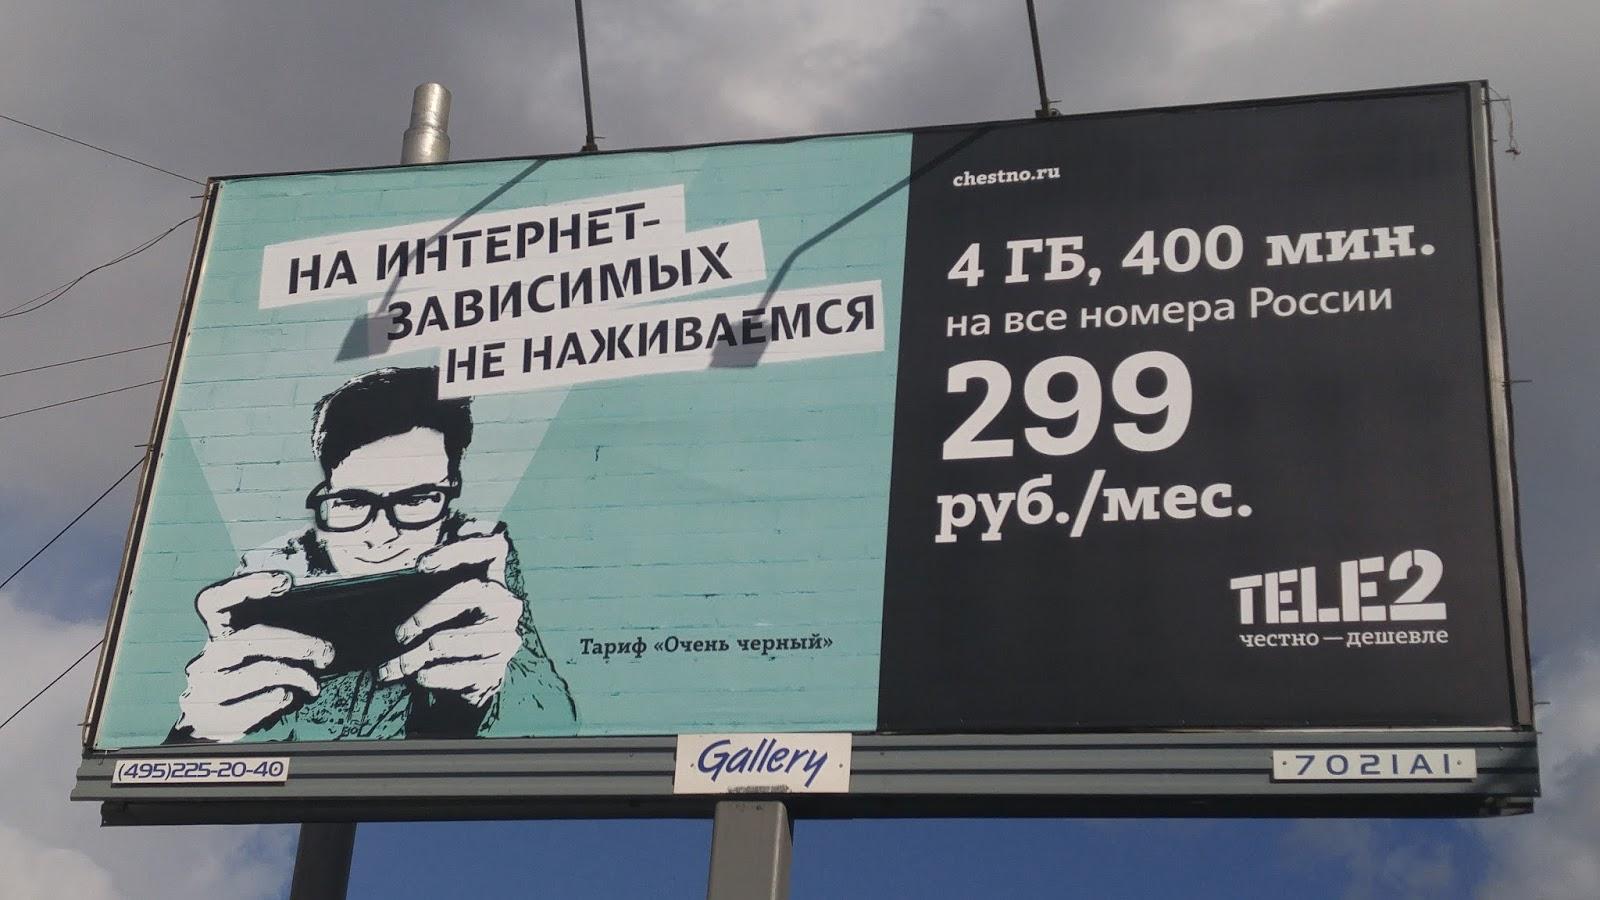 НА ИНТЕРНЕТ-
ЗАВИСИМЫХ
НЕ НАЖИВАЕМСЯ
Тариф «Очень черный»
chestno.ru
4 ГБ, 400 мин.
на все номера России
299
руб./мес.
TELE2
честно — дешевле
(495)225-20-40
Gallery
7021A1